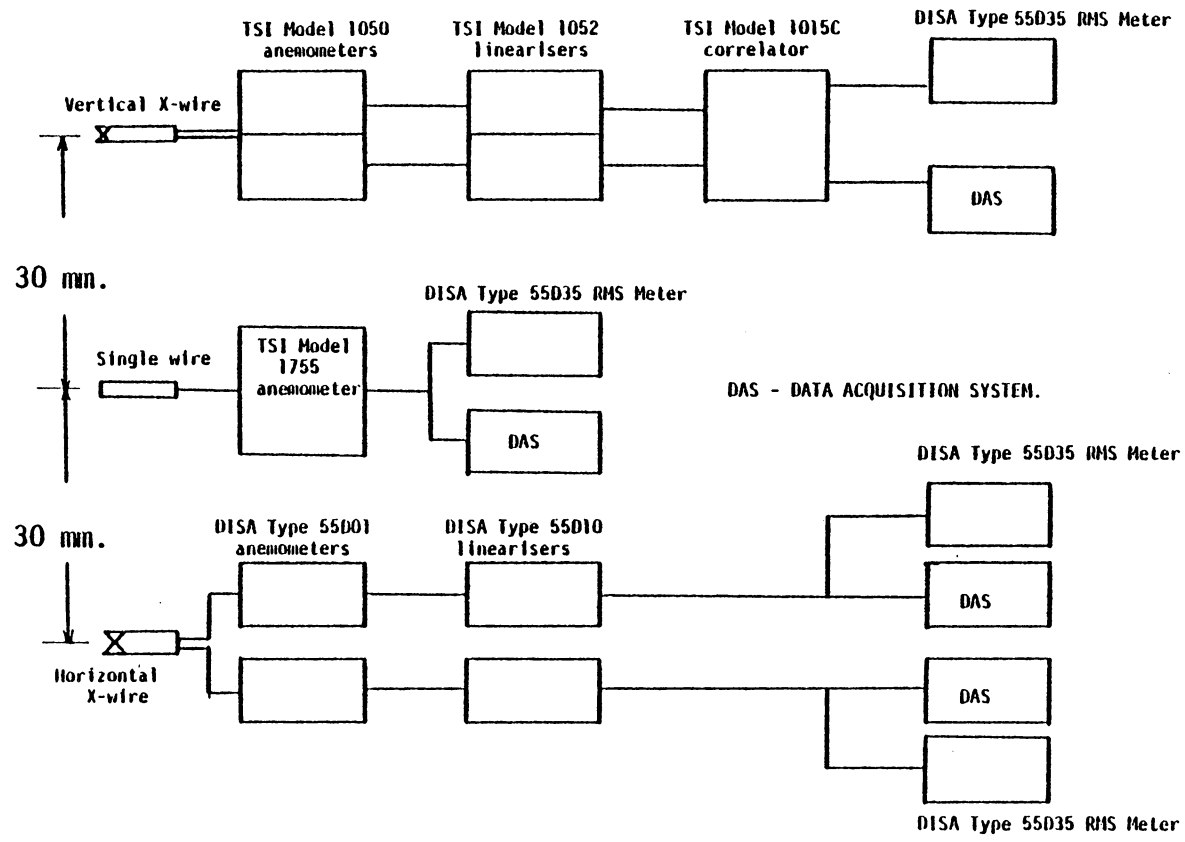 TSI Model 1050
anemometers
TSI Model 1052
linearisers
TSI Model 1015C
correlator
DISA Type 55D35 RMS Meter
Vertical X-wire
DAS
30 mm.
DISA Type 55D35 RMS Meter
Single wire
TSI Model
1755
anemometer
DAS
DAS - DATA ACQUISITION SYSTEM.
DISA Type 55D35 RMS Meter
30 mm.
DISA Type 55D01
anemometers
DISA Type 55D10
linearisers
DAS
Horizontal
X-wire
DAS
DISA Type 55D35 RMS Meter